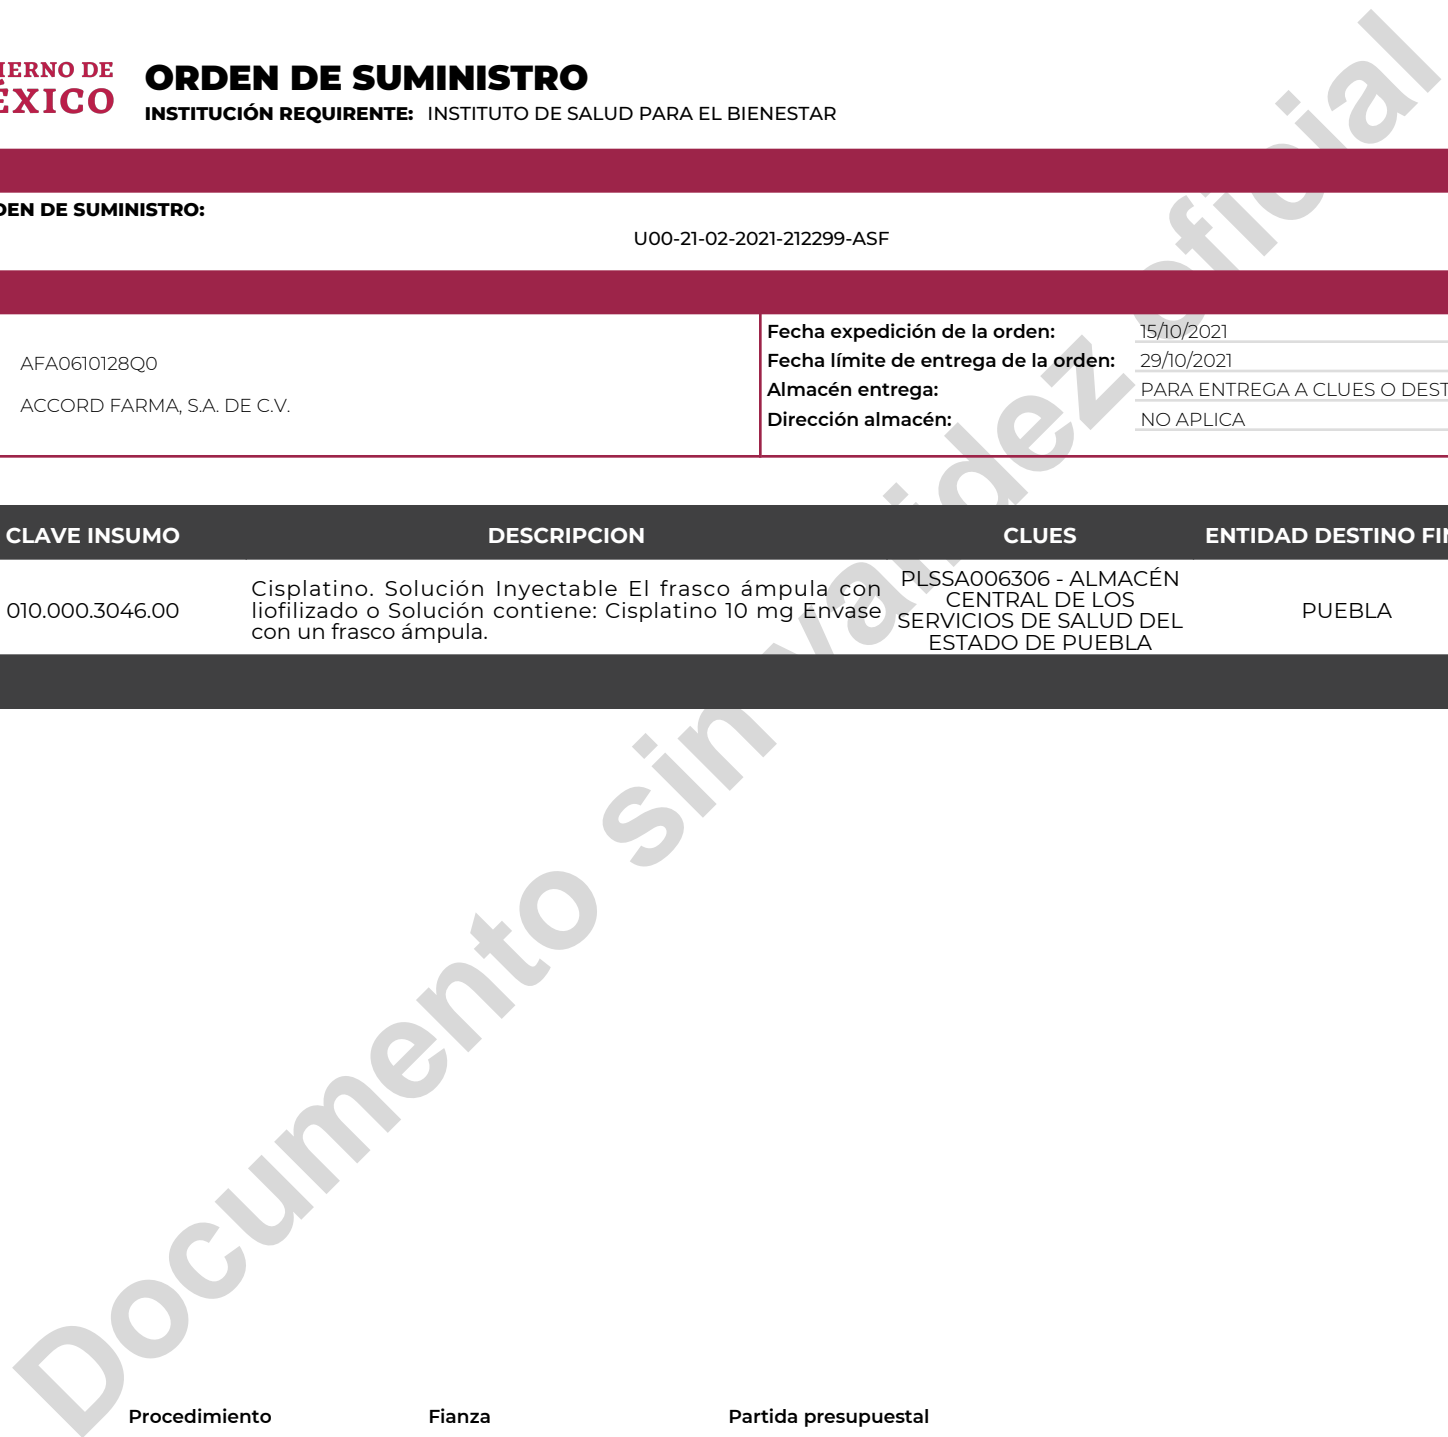 IERNO DE
ÉXICO
ORDEN DE SUMINISTRO
INSTITUCIÓN REQUIRENTE: INSTITUTO DE SALUD PARA EL BIENESTAR
DEN DE SUMINISTRO:
U00-21-02-2021-212299-ASF
AFA0610128Q0
ACCORD FARMA, S.A. DE C.V.
Fecha expedición de la orden: 15/10/2021
Fecha límite de entrega de la orden: 29/10/2021
Almacén entrega: PARA ENTREGA A CLUES O DEST
Dirección almacén: NO APLICA
CLAVE INSUMO DESCRIPCION CLUES ENTIDAD DESTINO FIN
010.000.3046.00
Cisplatino. Solución Inyectable El frasco ámpula con
liofilizado o Solución contiene: Cisplatino 10 mg Envase
con un frasco ámpula.
PLSSA006306 - ALMACÉN
CENTRAL DE LOS
SERVICIOS DE SALUD DEL
ESTADO DE PUEBLA
PUEBLA
Documento sin validez oficial
Procedimiento Fianza Partida presupuestal